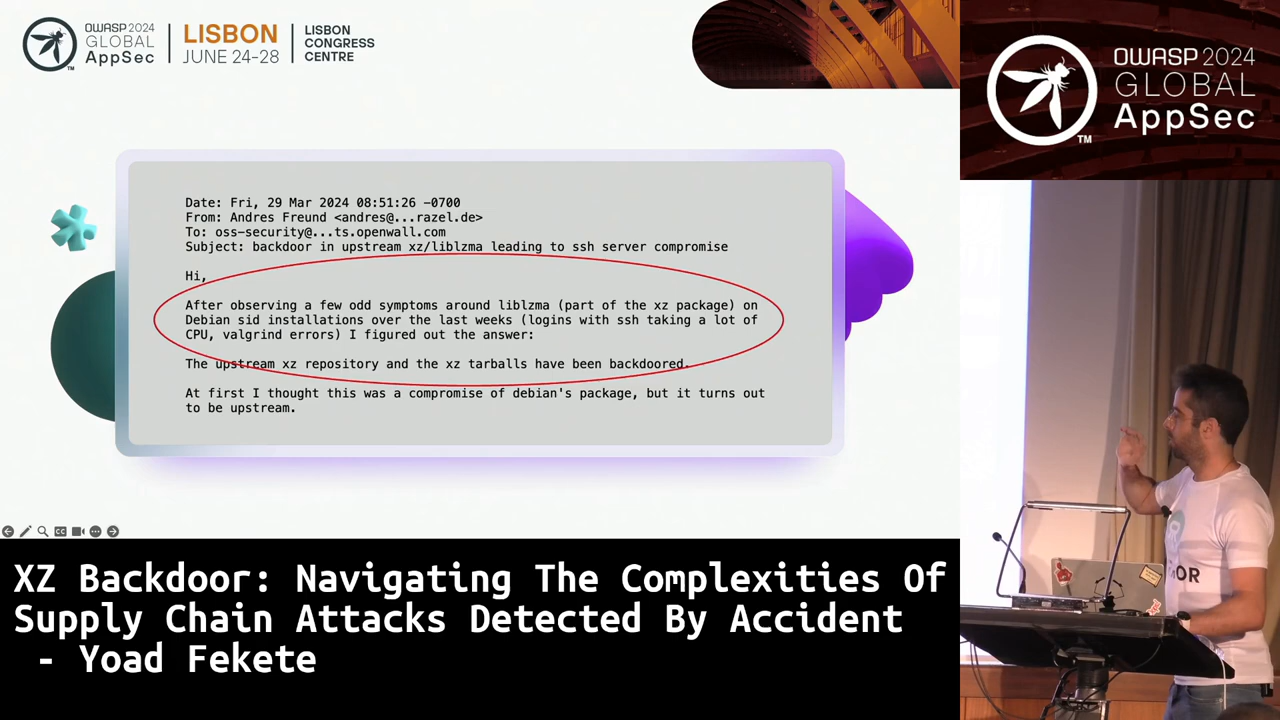 OWASP 2024
GLOBAL
AppSec
TM
LISBON
JUNE 24-28
LISBON
CONGRESS
CENTRE
Date: Fri, 29 Mar 2024 08:51:26 -0700
From: Andres Freund <andres@...razel.de>
To: oss-security@...ts.openwall.com
Subject: backdoor in upstream xz/liblzma leading to ssh server compromise
Hi,
After observing a few odd symptoms around liblzma (part of the xz package) on
Debian sid installations over the last weeks (logins with ssh taking a lot of
CPU, valgrind errors) I figured out the answer:
The upstream xz repository and the xz tarballs have been backdoored.
At first I thought this was a compromise of debian's package, but it turns out
to be upstream.
CC
XZ Backdoor: Navigating The Complexities Of
Supply Chain Attacks Detected By Accident
- Yoad Fekete
OWASP 2024
GLOBAL
AppSec
TM
OR